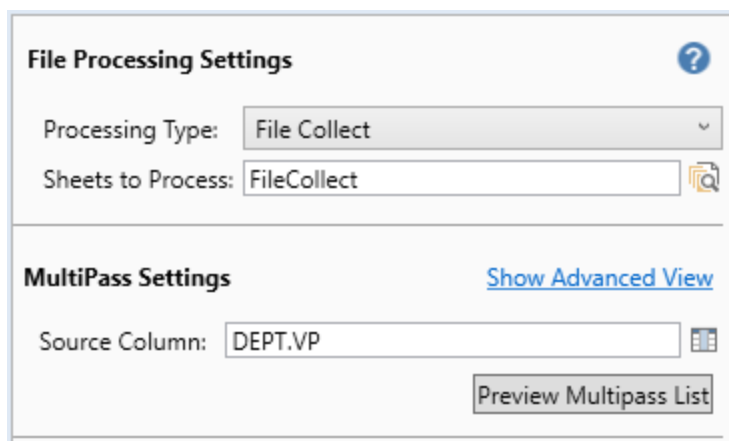 File Processing Settings ?
Processing Type: File Collect
Sheets to Process: FileCollect
MultiPass Settings Show Advanced View
Source Column: DEPT.VP
Preview Multipass List